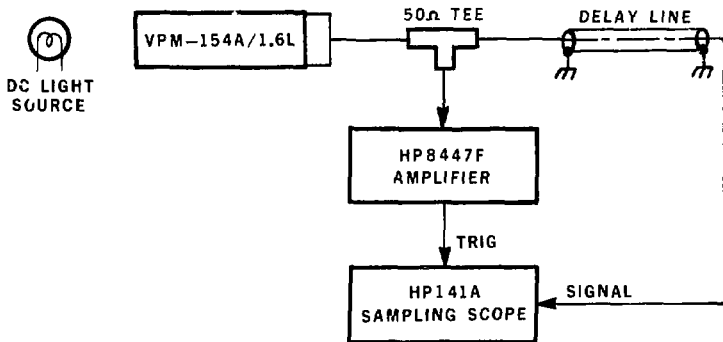 50Ω TEE
DELAY LINE
VPM-154A/1.6L
DC LIGHT
SOURCE
HP8447F
AMPLIFIER
TRIG
HP141A
SAMPLING SCOPE
SIGNAL